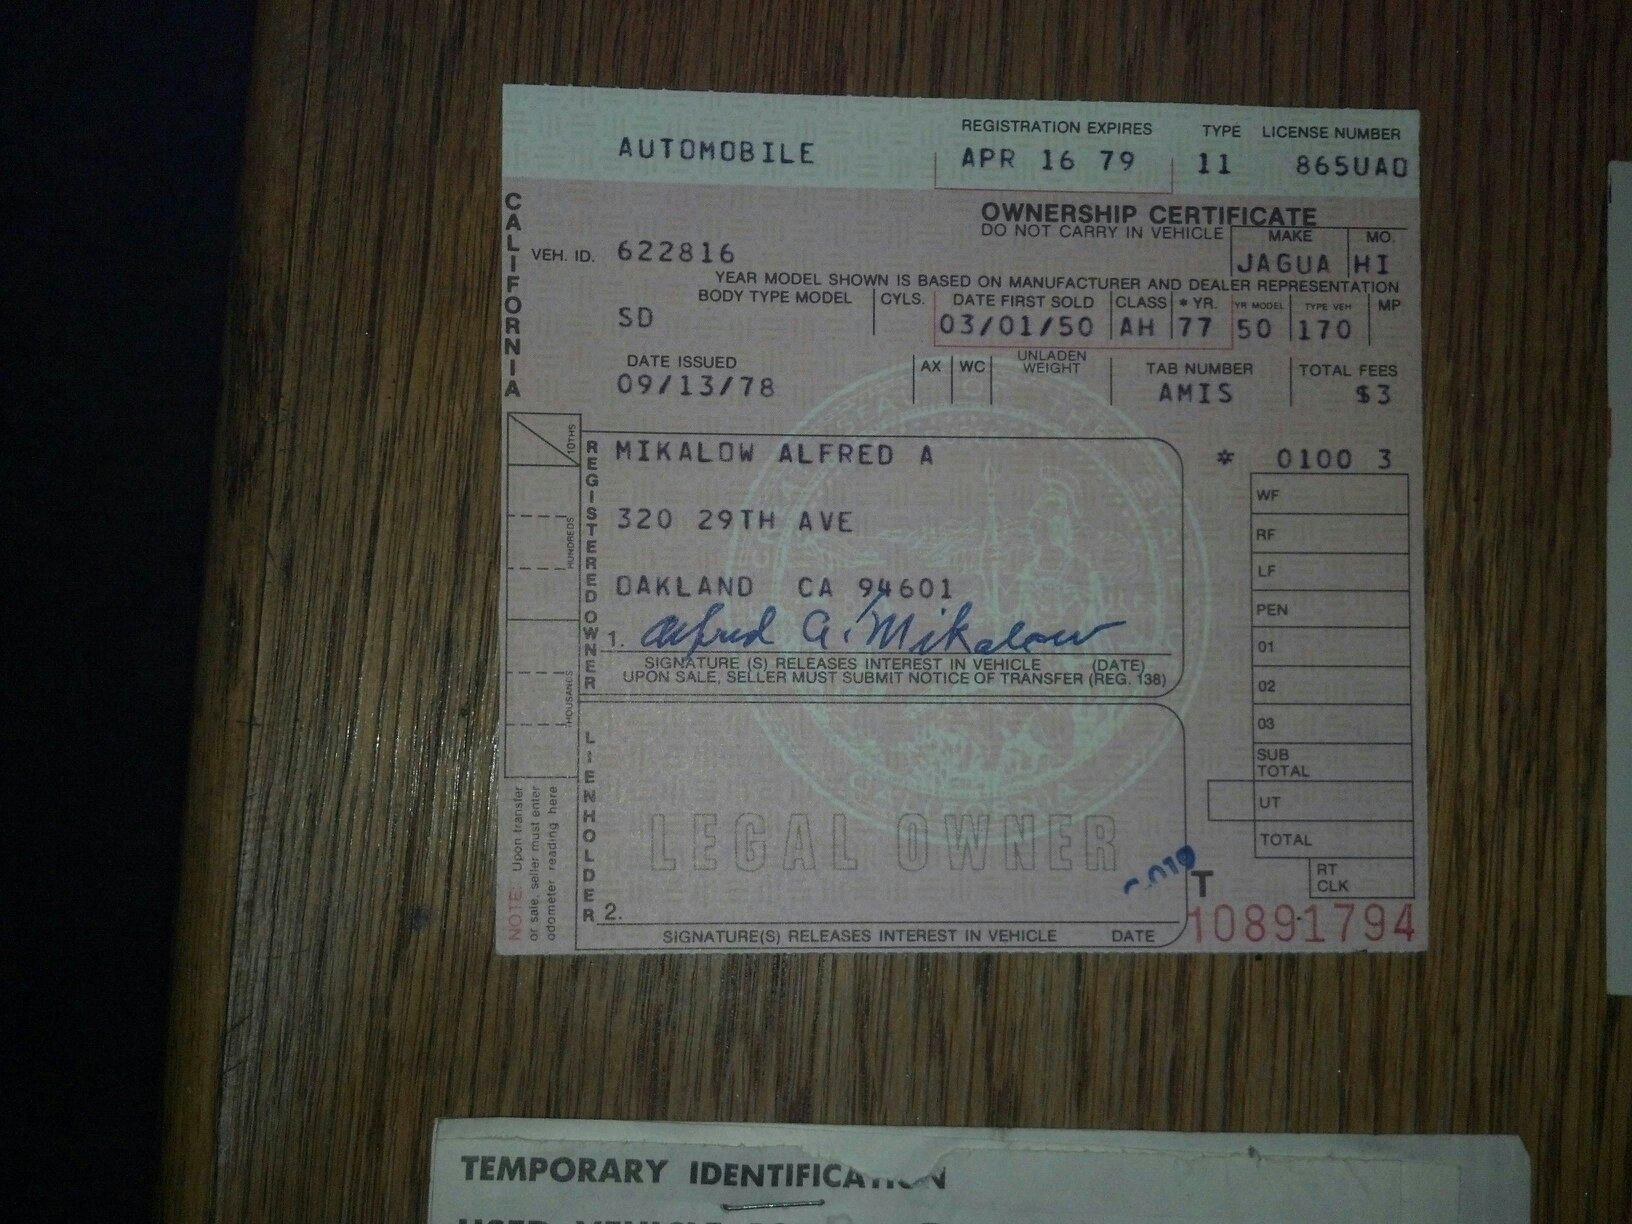 REGISTRATION EXPIRES TYPE LICENSE NUMBER
AUTOMOBILE APR 16 79 11 865UAO
CALIFORNIA
OWNERSHIP CERTIFICATE
DO NOT CARRY IN VEHICLE MAKE MO.
VEH. ID. 622816 JAGUA HI
YEAR MODEL SHOWN IS BASED ON MANUFACTURER AND DEALER REPRESENTATION
BODY TYPE MODEL CYLS. DATE FIRST SOLD CLASS * YR. YR MODEL TYPE VEH MP
SD 03/01/50 AH 77 50 170
DATE ISSUED AX WC UNLADEN WEIGHT TAB NUMBER TOTAL FEES
09/13/78 AMIS $3
10THS
HUNDREDS
THOUSANDS
NOTE: Upon transfer
or sale, seller must enter
odometer reading here
REGISTERED OWNER
MIKALOW ALFRED A * 0100 3
320 29TH AVE
OAKLAND CA 94601
1. Alfred A. Mikalow
SIGNATURE (S) RELEASES INTEREST IN VEHICLE (DATE)
UPON SALE, SELLER MUST SUBMIT NOTICE OF TRANSFER (REG. 138)
WF
RF
LF
PEN
01
02
03
SUB
TOTAL
UT
TOTAL
RT
CLK
LIENHOLDER
LEGAL OWNER
2.
SIGNATURE(S) RELEASES INTEREST IN VEHICLE DATE
T
10891794
TEMPORARY IDENTIFICATION